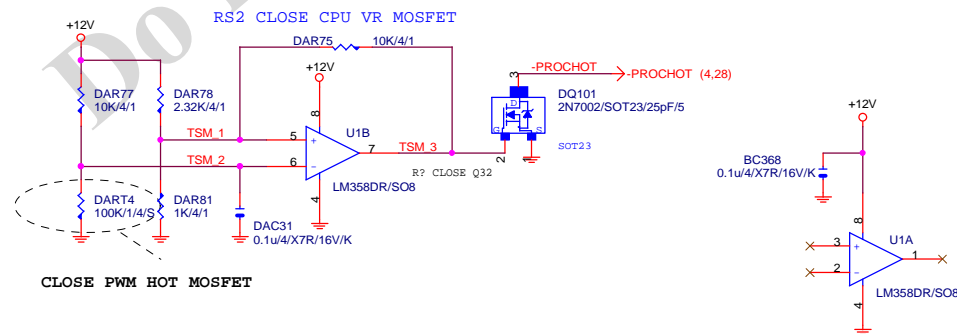 Do
RS2 CLOSE CPU VR MOSFET
+12V
DAR75 10K/4/1
+12V
DAR77
10K/4/1
DAR78
2.32K/4/1
TSM_1
TSM_2
5
6
8
4
+
-
U1B
7
TSM_3
LM358DR/SO8
R? CLOSE Q32
3
-PROCHOT
-PROCHOT (4,28)
DQ101
2N7002/SOT23/25pF/5
D
G
S
SOT23
2
1
DART4
100K/1/4/S
DAR81
1K/4/1
DAC31
0.1u/4/X7R/16V/K
CLOSE PWM HOT MOSFET
+12V
BC368
0.1u/4/X7R/16V/K
8
U1A
3
+
2
-
1
4
LM358DR/SO8